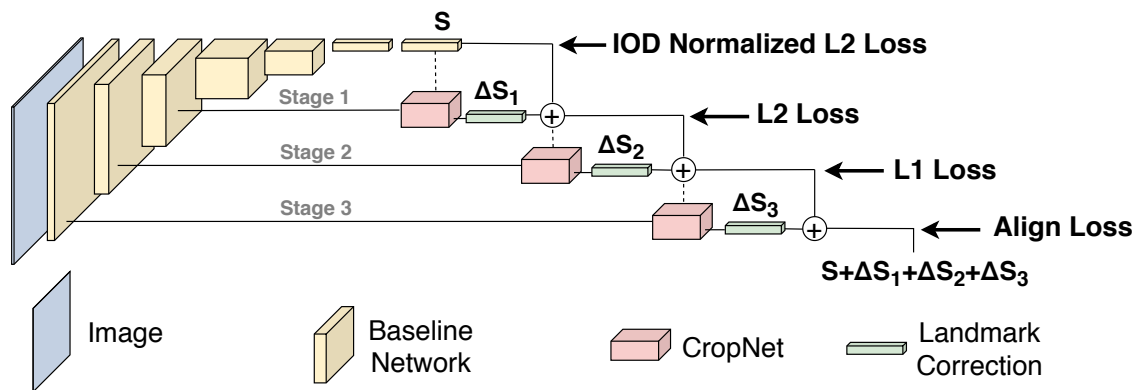 S
IOD Normalized L2 Loss
Stage 1
ΔS₁
+
L2 Loss
Stage 2
ΔS₂
+
L1 Loss
Stage 3
ΔS₃
+
Align Loss
S+ΔS₁+ΔS₂+ΔS₃
Image
Baseline
Network
CropNet
Landmark
Correction